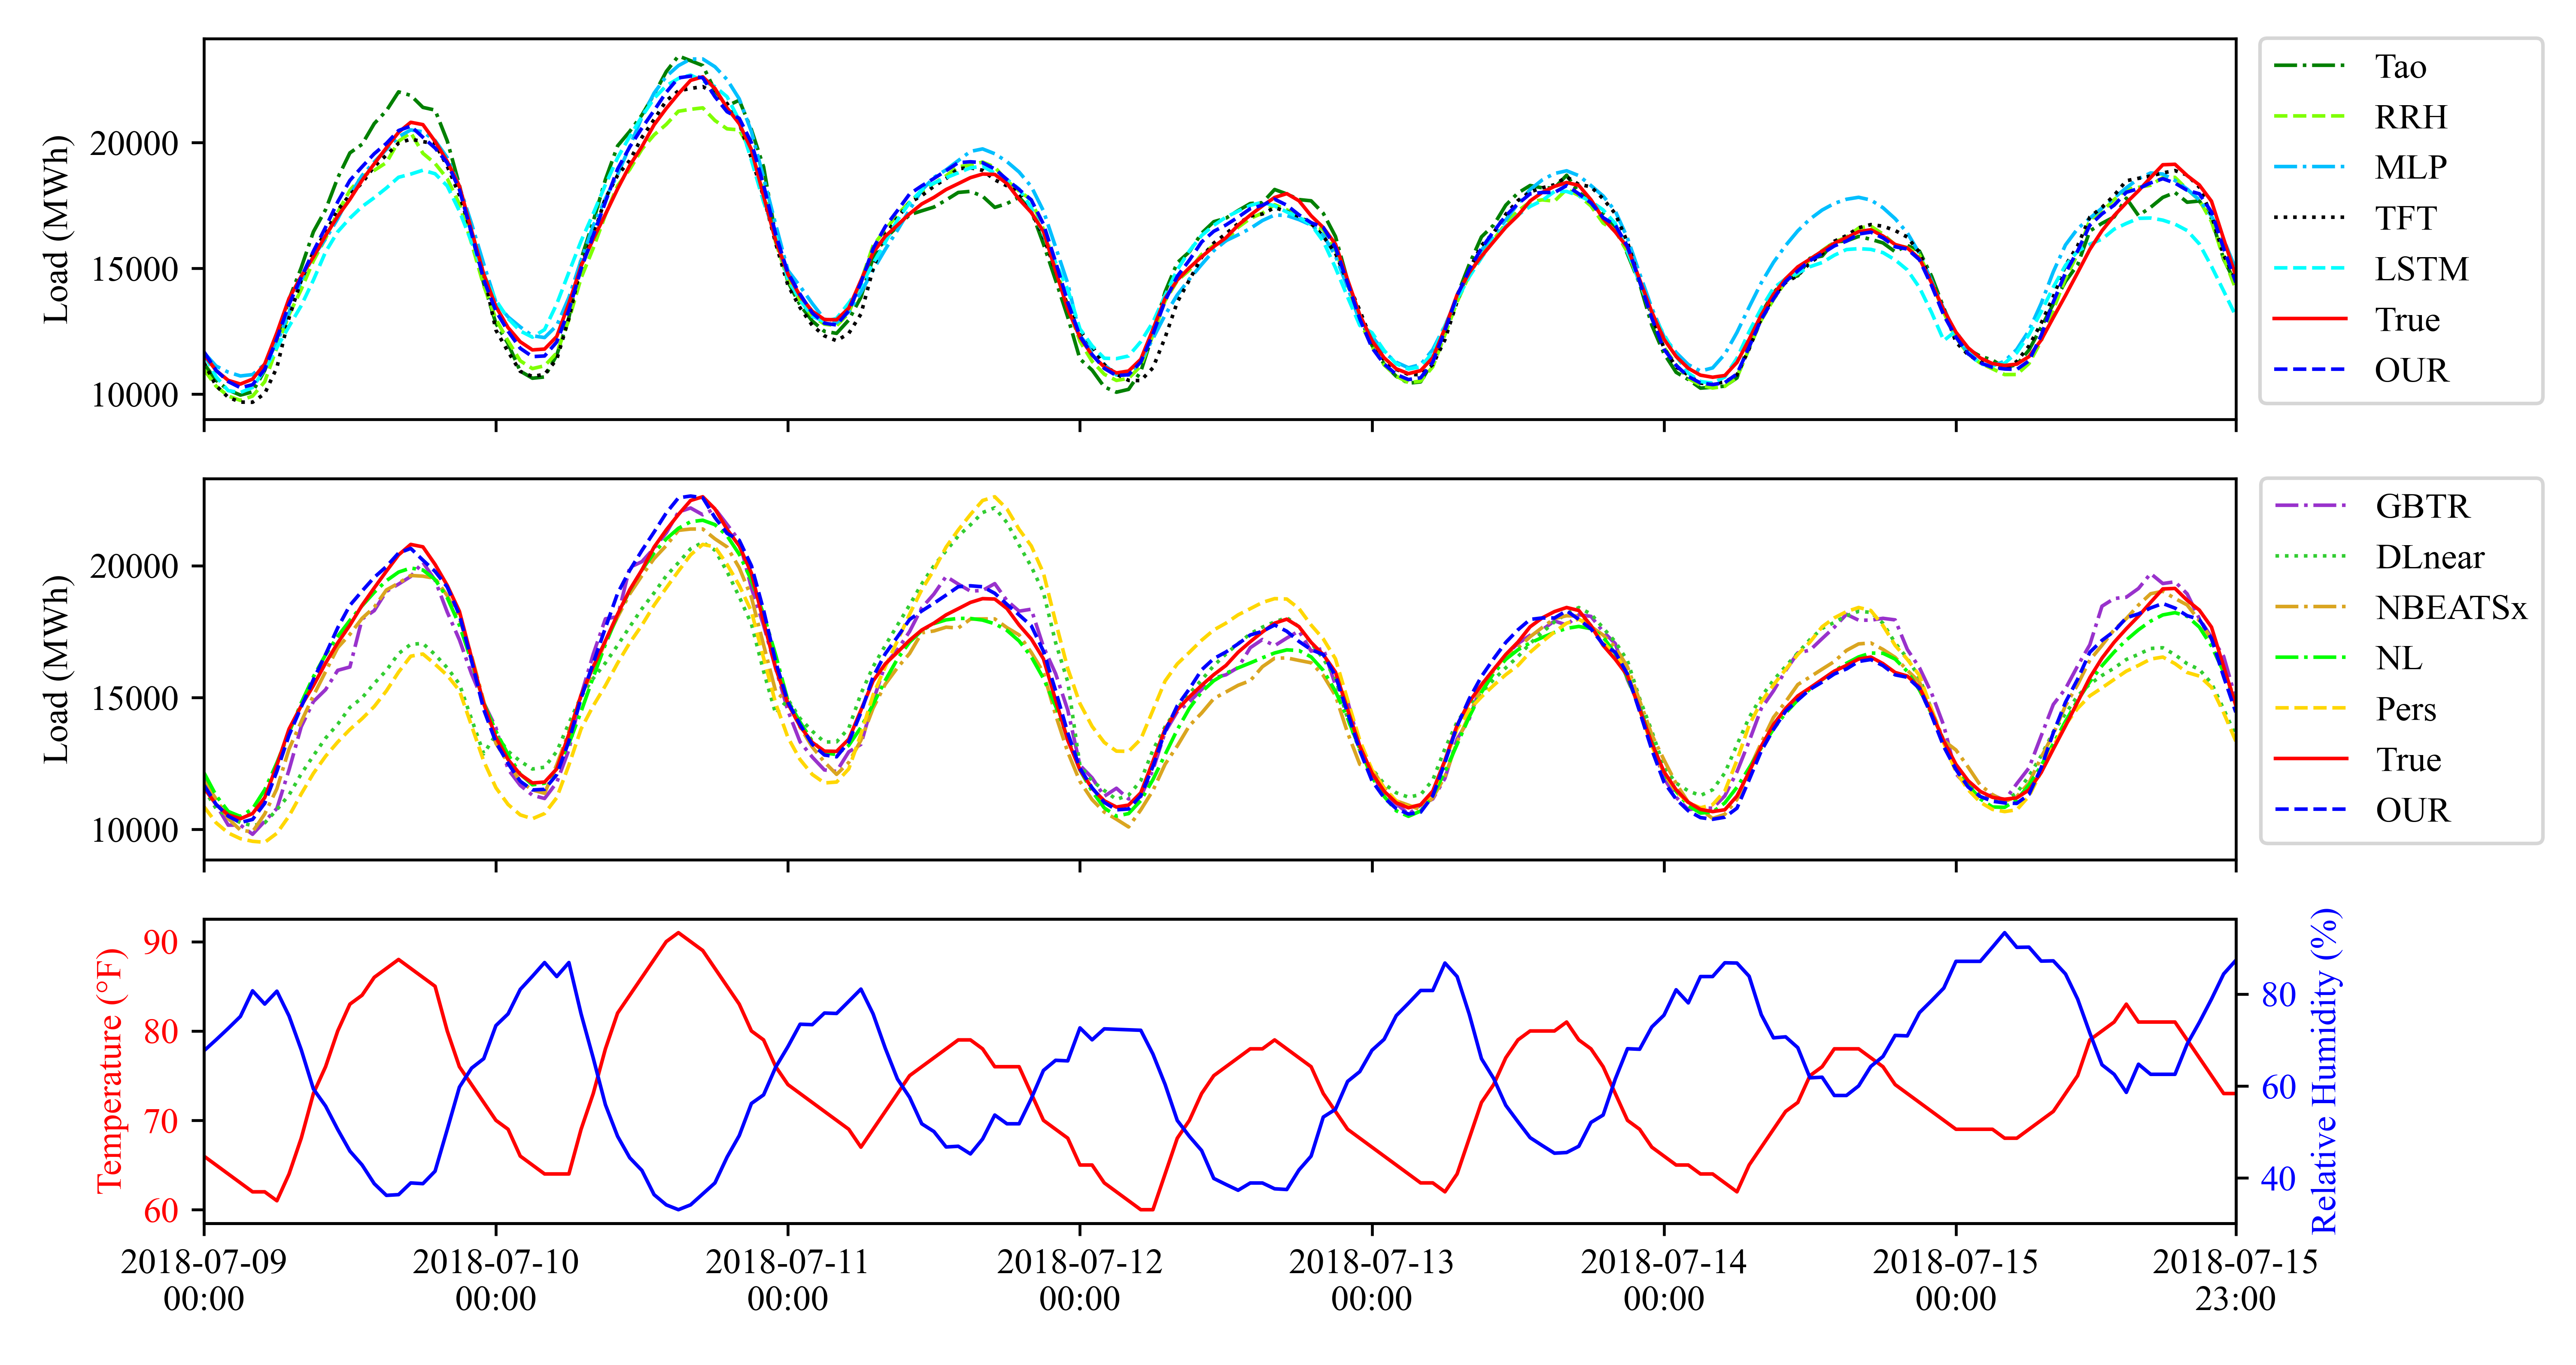 Load (MWh)
20000
15000
10000
Tao
RRH
MLP
TFT
LSTM
True
OUR
Load (MWh)
20000
15000
10000
GBTR
DLnear
NBEATSx
NL
Pers
True
OUR
Temperature (°F)
90
80
70
60
80
60
40
Relative Humidity (%)
2018-07-09 2018-07-10 2018-07-11 2018-07-12 2018-07-13 2018-07-14 2018-07-15 2018-07-15
00:00 00:00 00:00 00:00 00:00 00:00 00:00 23:00